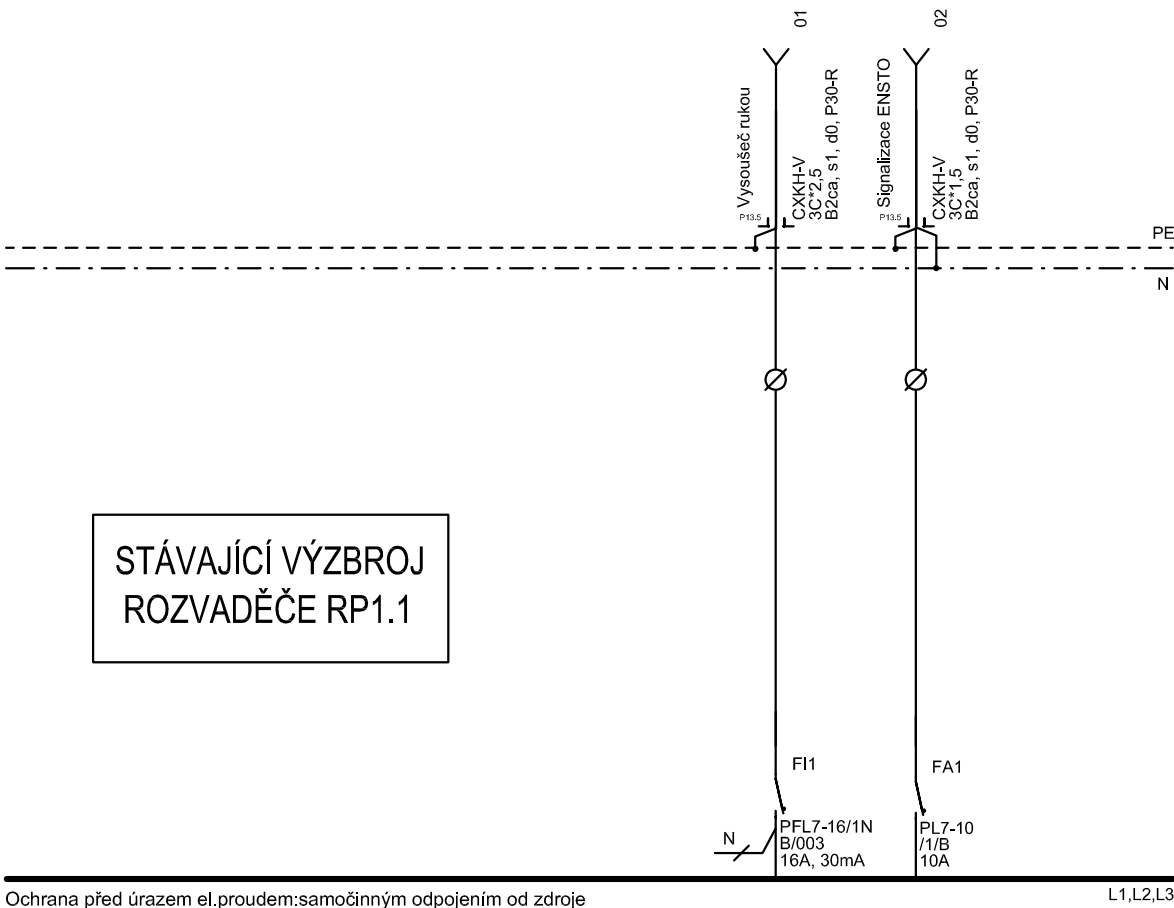 01
02
Vysoušeč rukou
CXKH-V
3C*2,5
B2ca, s1, d0, P30-R
Signalizace ENSTO
CXKH-V
3C*1,5
B2ca, s1, d0, P30-R
P13.5
P13.5
PE
N
STÁVAJÍCÍ VÝZBROJ
ROZVADĚČE RP1.1
FI1
FA1
N
PFL7-16/1N
B/003
16A, 30mA
PL7-10
/1/B
10A
Ochrana před úrazem el.proudem:samočinným odpojením od zdroje
L1,L2,L3